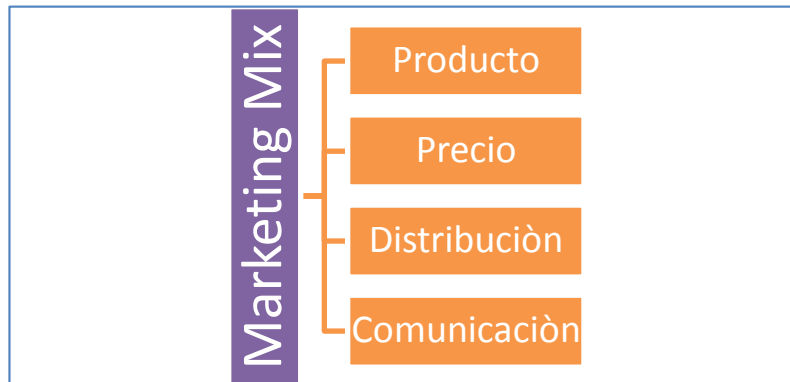 Marketing Mix
Producto
Precio
Distribuciòn
Comunicaciòn